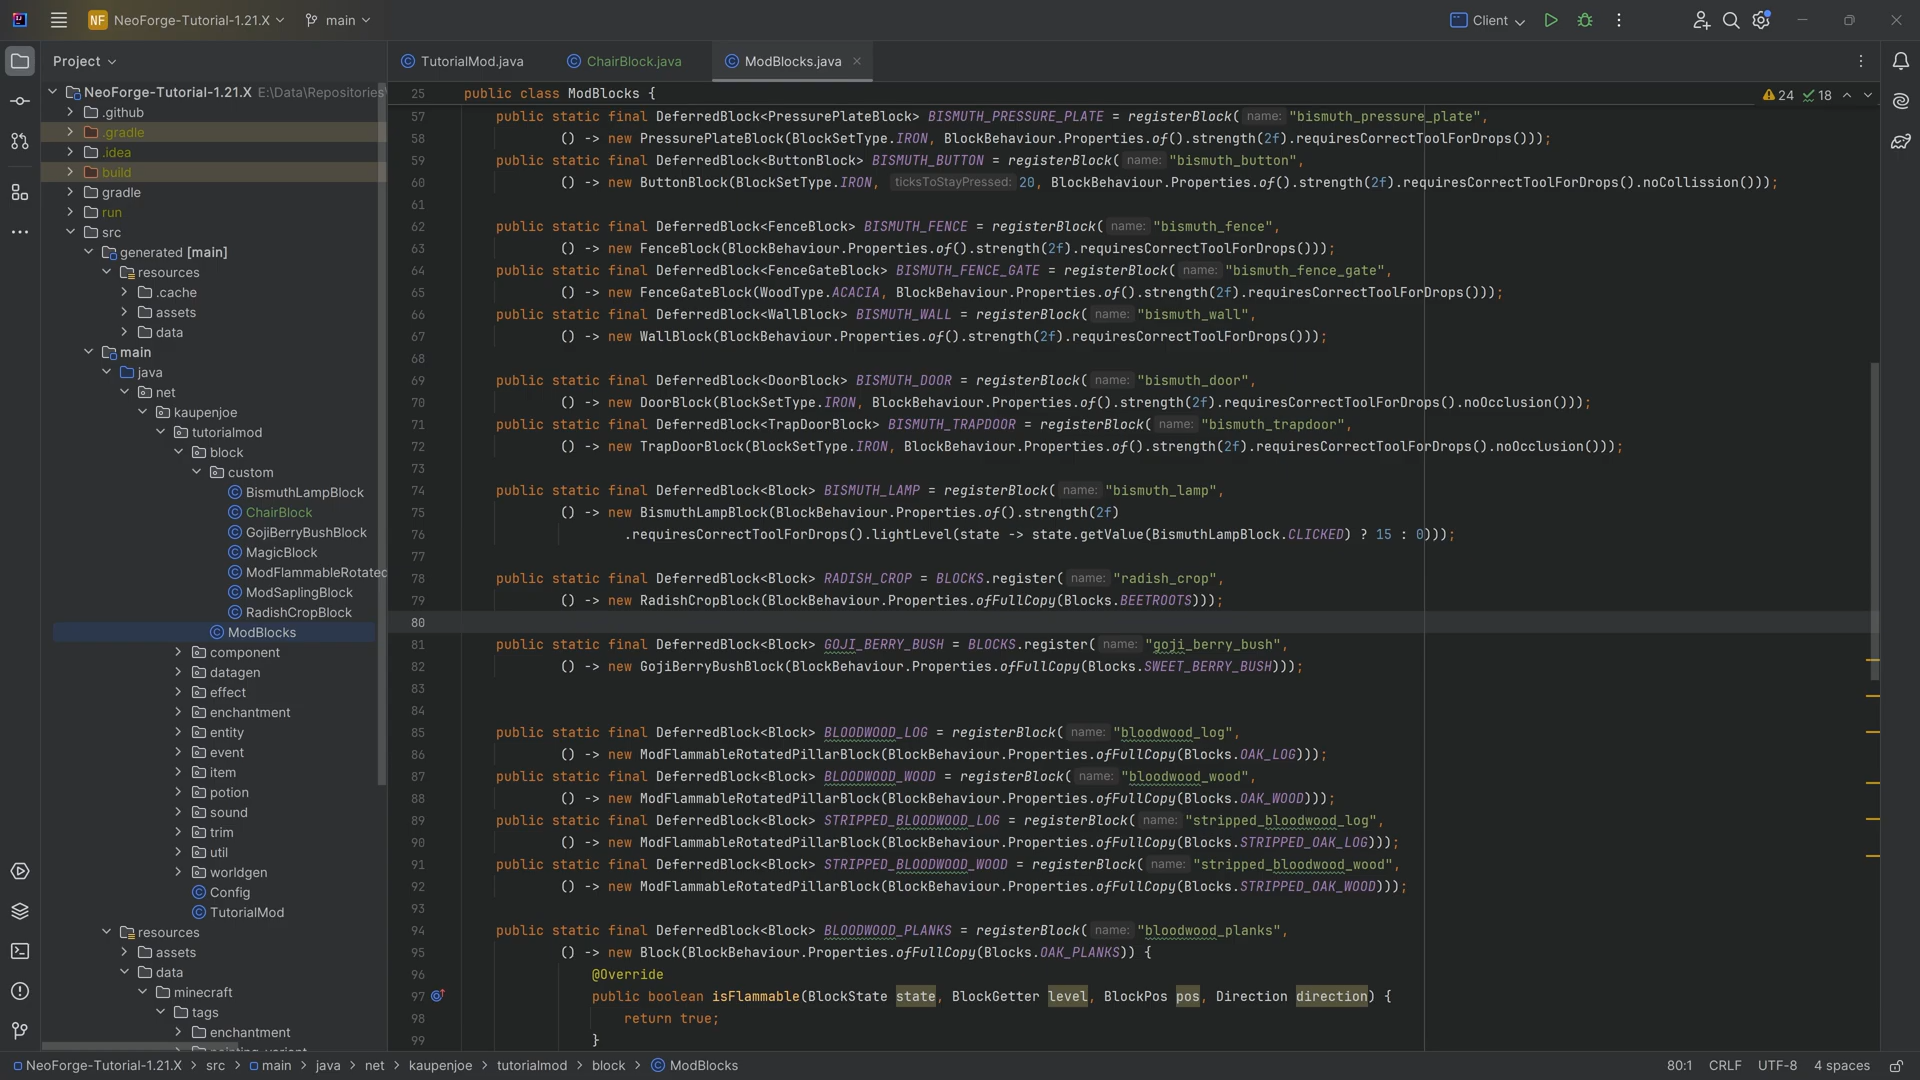 NF NeoForge-Tutorial-1.21.X main Client
Project TutorialMod.java ChairBlock.java ModBlocks.java
NeoForge-Tutorial-1.21.X E:\Data\Repositories\
.github
.gradle
.idea
build
gradle
run
src
generated [main]
resources
.cache
assets
data
main
java
net
kaupenjoe
tutorialmod
block
custom
BismuthLampBlock
ChairBlock
GojiBerryBushBlock
MagicBlock
ModFlammableRotated
ModSaplingBlock
RadishCropBlock
ModBlocks
component
datagen
effect
enchantment
entity
event
item
potion
sound
trim
util
worldgen
Config
TutorialMod
resources
assets
data
minecraft
tags
enchantment
25 public class ModBlocks { 24 18
57 public static final DeferredBlock<PressurePlateBlock> BISMUTH_PRESSURE_PLATE = registerBlock( name: "bismuth_pressure_plate",
58 () -> new PressurePlateBlock(BlockSetType.IRON, BlockBehaviour.Properties.of().strength(2f).requiresCorrectToolForDrops()));
59 public static final DeferredBlock<ButtonBlock> BISMUTH_BUTTON = registerBlock( name: "bismuth_button",
60 () -> new ButtonBlock(BlockSetType.IRON, ticksToStayPressed: 20, BlockBehaviour.Properties.of().strength(2f).requiresCorrectToolForDrops().noCollission()));
61
62 public static final DeferredBlock<FenceBlock> BISMUTH_FENCE = registerBlock( name: "bismuth_fence",
63 () -> new FenceBlock(BlockBehaviour.Properties.of().strength(2f).requiresCorrectToolForDrops()));
64 public static final DeferredBlock<FenceGateBlock> BISMUTH_FENCE_GATE = registerBlock( name: "bismuth_fence_gate",
65 () -> new FenceGateBlock(WoodType.ACACIA, BlockBehaviour.Properties.of().strength(2f).requiresCorrectToolForDrops()));
66 public static final DeferredBlock<WallBlock> BISMUTH_WALL = registerBlock( name: "bismuth_wall",
67 () -> new WallBlock(BlockBehaviour.Properties.of().strength(2f).requiresCorrectToolForDrops()));
68
69 public static final DeferredBlock<DoorBlock> BISMUTH_DOOR = registerBlock( name: "bismuth_door",
70 () -> new DoorBlock(BlockSetType.IRON, BlockBehaviour.Properties.of().strength(2f).requiresCorrectToolForDrops().noOcclusion()));
71 public static final DeferredBlock<TrapDoorBlock> BISMUTH_TRAPDOOR = registerBlock( name: "bismuth_trapdoor",
72 () -> new TrapDoorBlock(BlockSetType.IRON, BlockBehaviour.Properties.of().strength(2f).requiresCorrectToolForDrops().noOcclusion()));
73
74 public static final DeferredBlock<Block> BISMUTH_LAMP = registerBlock( name: "bismuth_lamp",
75 () -> new BismuthLampBlock(BlockBehaviour.Properties.of().strength(2f)
76 .requiresCorrectToolForDrops().lightLevel(state -> state.getValue(BismuthLampBlock.CLICKED) ? 15 : 0)));
77
78 public static final DeferredBlock<Block> RADISH_CROP = BLOCKS.register( name: "radish_crop",
79 () -> new RadishCropBlock(BlockBehaviour.Properties.ofFullCopy(Blocks.BEETROOTS)));
80
81 public static final DeferredBlock<Block> GOJI_BERRY_BUSH = BLOCKS.register( name: "goji_berry_bush",
82 () -> new GojiBerryBushBlock(BlockBehaviour.Properties.ofFullCopy(Blocks.SWEET_BERRY_BUSH)));
83
84
85 public static final DeferredBlock<Block> BLOODWOOD_LOG = registerBlock( name: "bloodwood_log",
86 () -> new ModFlammableRotatedPillarBlock(BlockBehaviour.Properties.ofFullCopy(Blocks.OAK_LOG)));
87 public static final DeferredBlock<Block> BLOODWOOD_WOOD = registerBlock( name: "bloodwood_wood",
88 () -> new ModFlammableRotatedPillarBlock(BlockBehaviour.Properties.ofFullCopy(Blocks.OAK_WOOD)));
89 public static final DeferredBlock<Block> STRIPPED_BLOODWOOD_LOG = registerBlock( name: "stripped_bloodwood_log",
90 () -> new ModFlammableRotatedPillarBlock(BlockBehaviour.Properties.ofFullCopy(Blocks.STRIPPED_OAK_LOG)));
91 public static final DeferredBlock<Block> STRIPPED_BLOODWOOD_WOOD = registerBlock( name: "stripped_bloodwood_wood",
92 () -> new ModFlammableRotatedPillarBlock(BlockBehaviour.Properties.ofFullCopy(Blocks.STRIPPED_OAK_WOOD)));
93
94 public static final DeferredBlock<Block> BLOODWOOD_PLANKS = registerBlock( name: "bloodwood_planks",
95 () -> new Block(BlockBehaviour.Properties.ofFullCopy(Blocks.OAK_PLANKS)) {
96 @Override
97 public boolean isFlammable(BlockState state, BlockGetter level, BlockPos pos, Direction direction) {
98 return true;
99 }
NeoForge-Tutorial-1.21.X > src > main > java > net > kaupenjoe > tutorialmod > block > ModBlocks 80:1 CRLF UTF-8 4 spaces